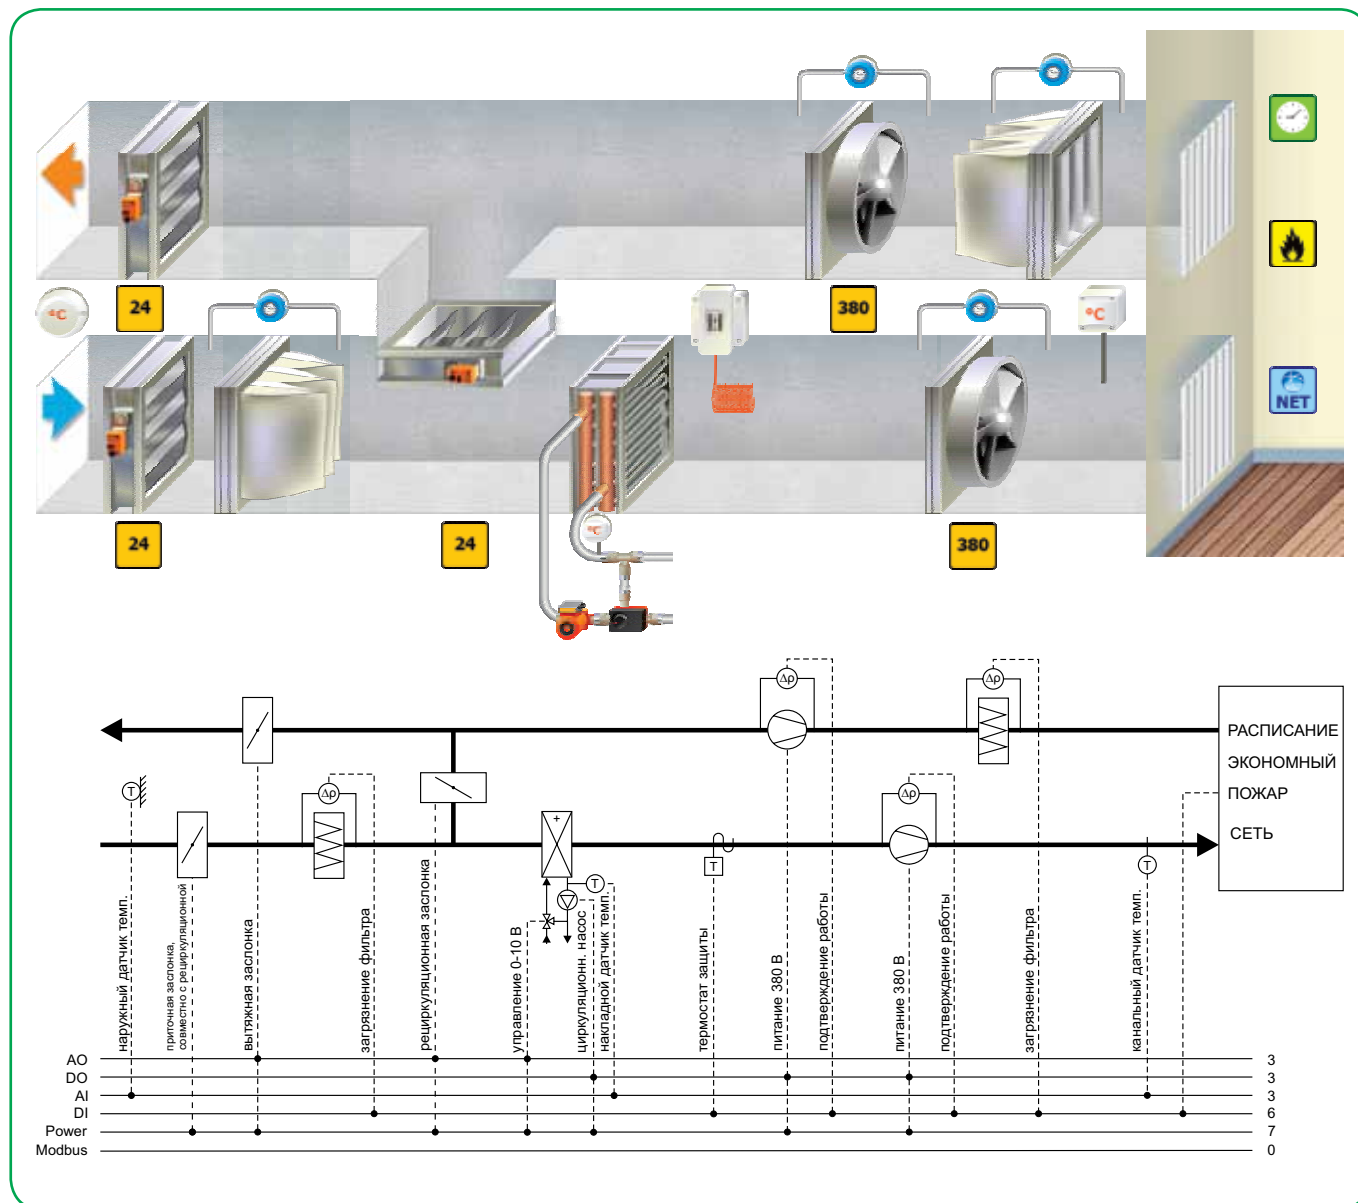 °C
24
380
°C
NET
24
24
°C
380
Δp
Δp
РАСПИСАНИЕ
ЭКОНОМНЫЙ
ПОЖАР
СЕТЬ
T
Δp
Δp
+
T
T
T
наружный датчик темп.
приточная заслонка,
совместно с рециркуляционной
вытяжная заслонка
загрязнение фильтра
рециркуляционная заслонка
управление 0-10 В
циркуляционн. насос
накладной датчик темп.
термостат защиты
питание 380 В
подтверждение работы
питание 380 В
подтверждение работы
загрязнение фильтра
канальный датчик темп.
AO 3
DO 3
AI 3
DI 6
Power 7
Modbus 0